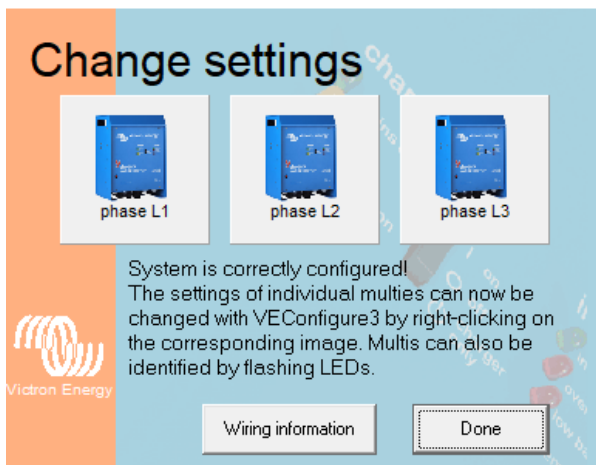 Change settings
phase L1
phase L2
phase L3
System is correctly configured!
The settings of individual multies can now be
changed with VEConfigure3 by right-clicking on
the corresponding image. Multis can also be
identified by flashing LEDs.
Victron Energy
Wiring information
Done